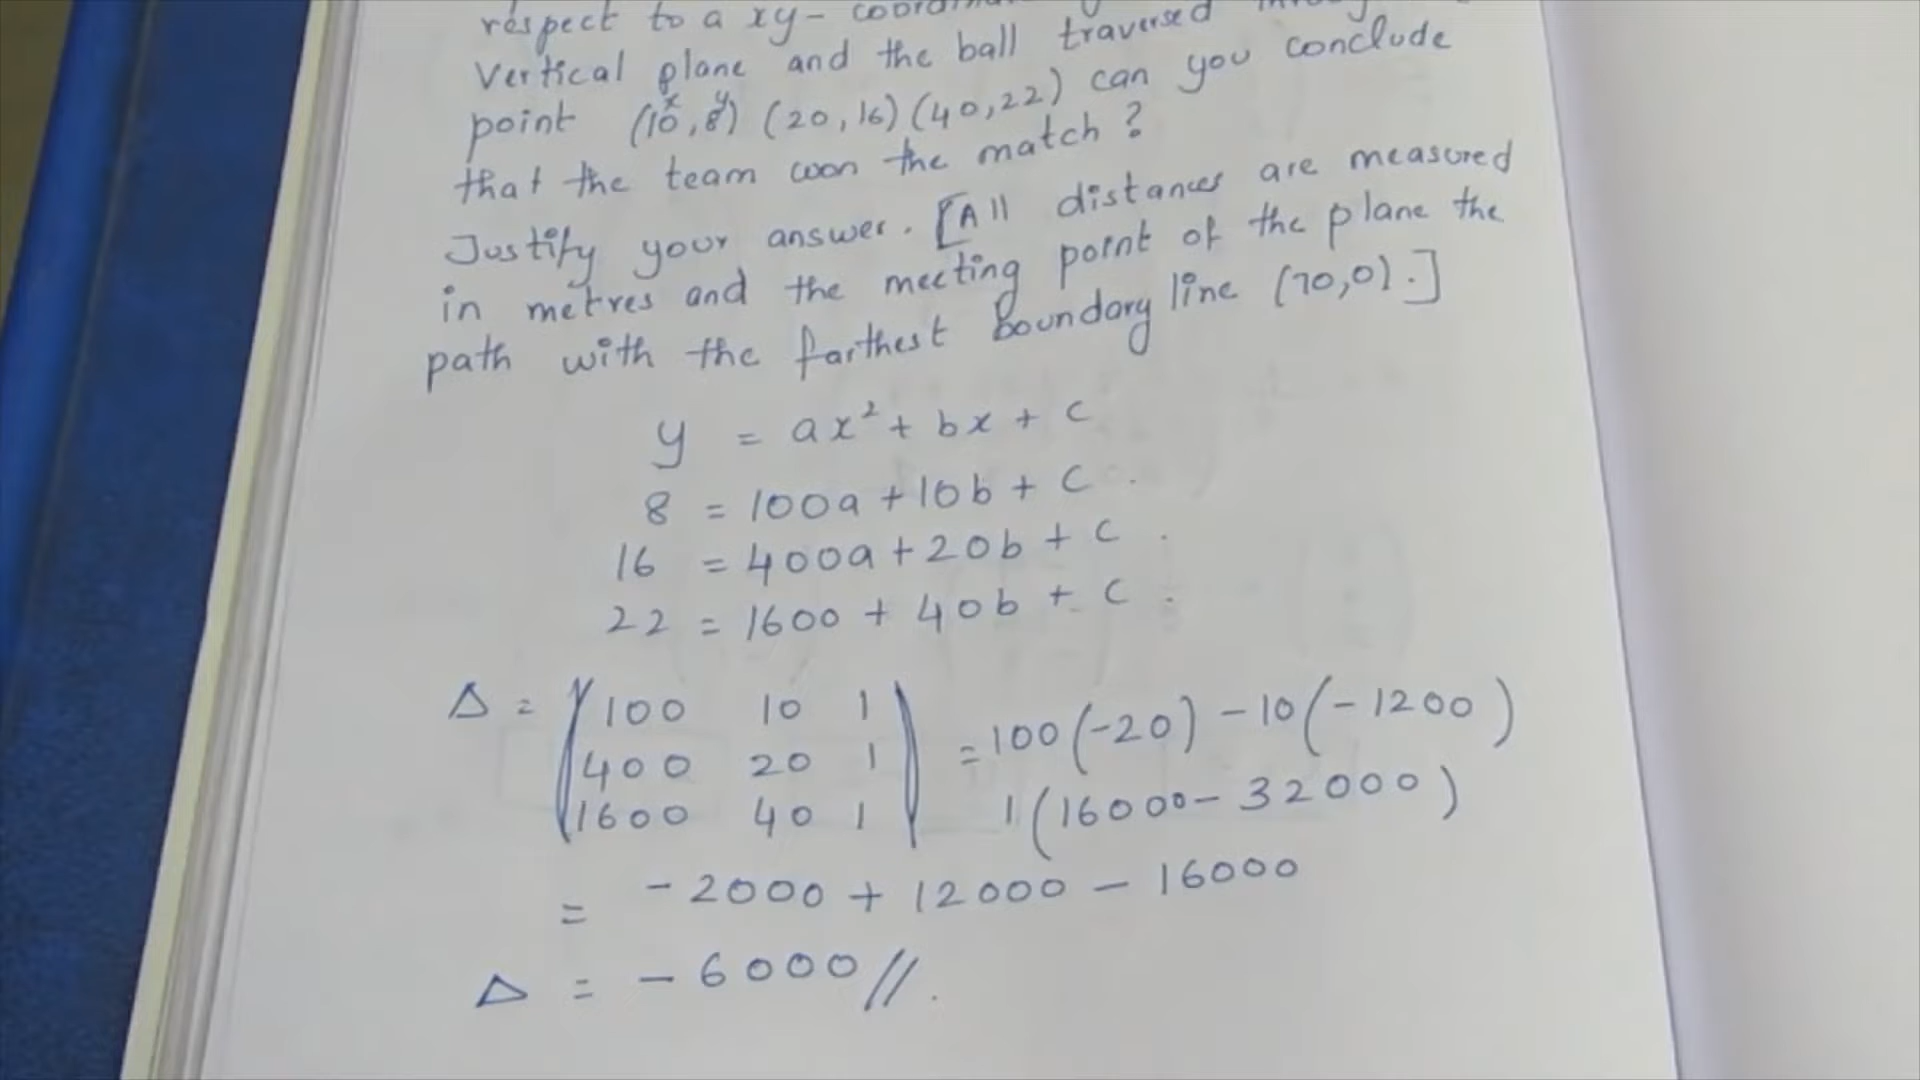 respect to a xy-
Vertical plane and the ball traversed
point (10,8) (20,16) (40,22) can you conclude
x y
that the team won the match?
Justify your answer. [All distances are measured
in metres and the meeting point of the plane the
path with the farthest boundary line (70,0).]
y = ax² + bx + c
8 = 100a + 10b + c
16 = 400a + 20b + c
22 = 1600 + 40b + c
Δ = | 100 10 1 | = 100(-20) - 10(-1200)
400 20 1
1600 40 1 1(16000 - 32000)
= -2000 + 12000 - 16000
Δ = -6000//.